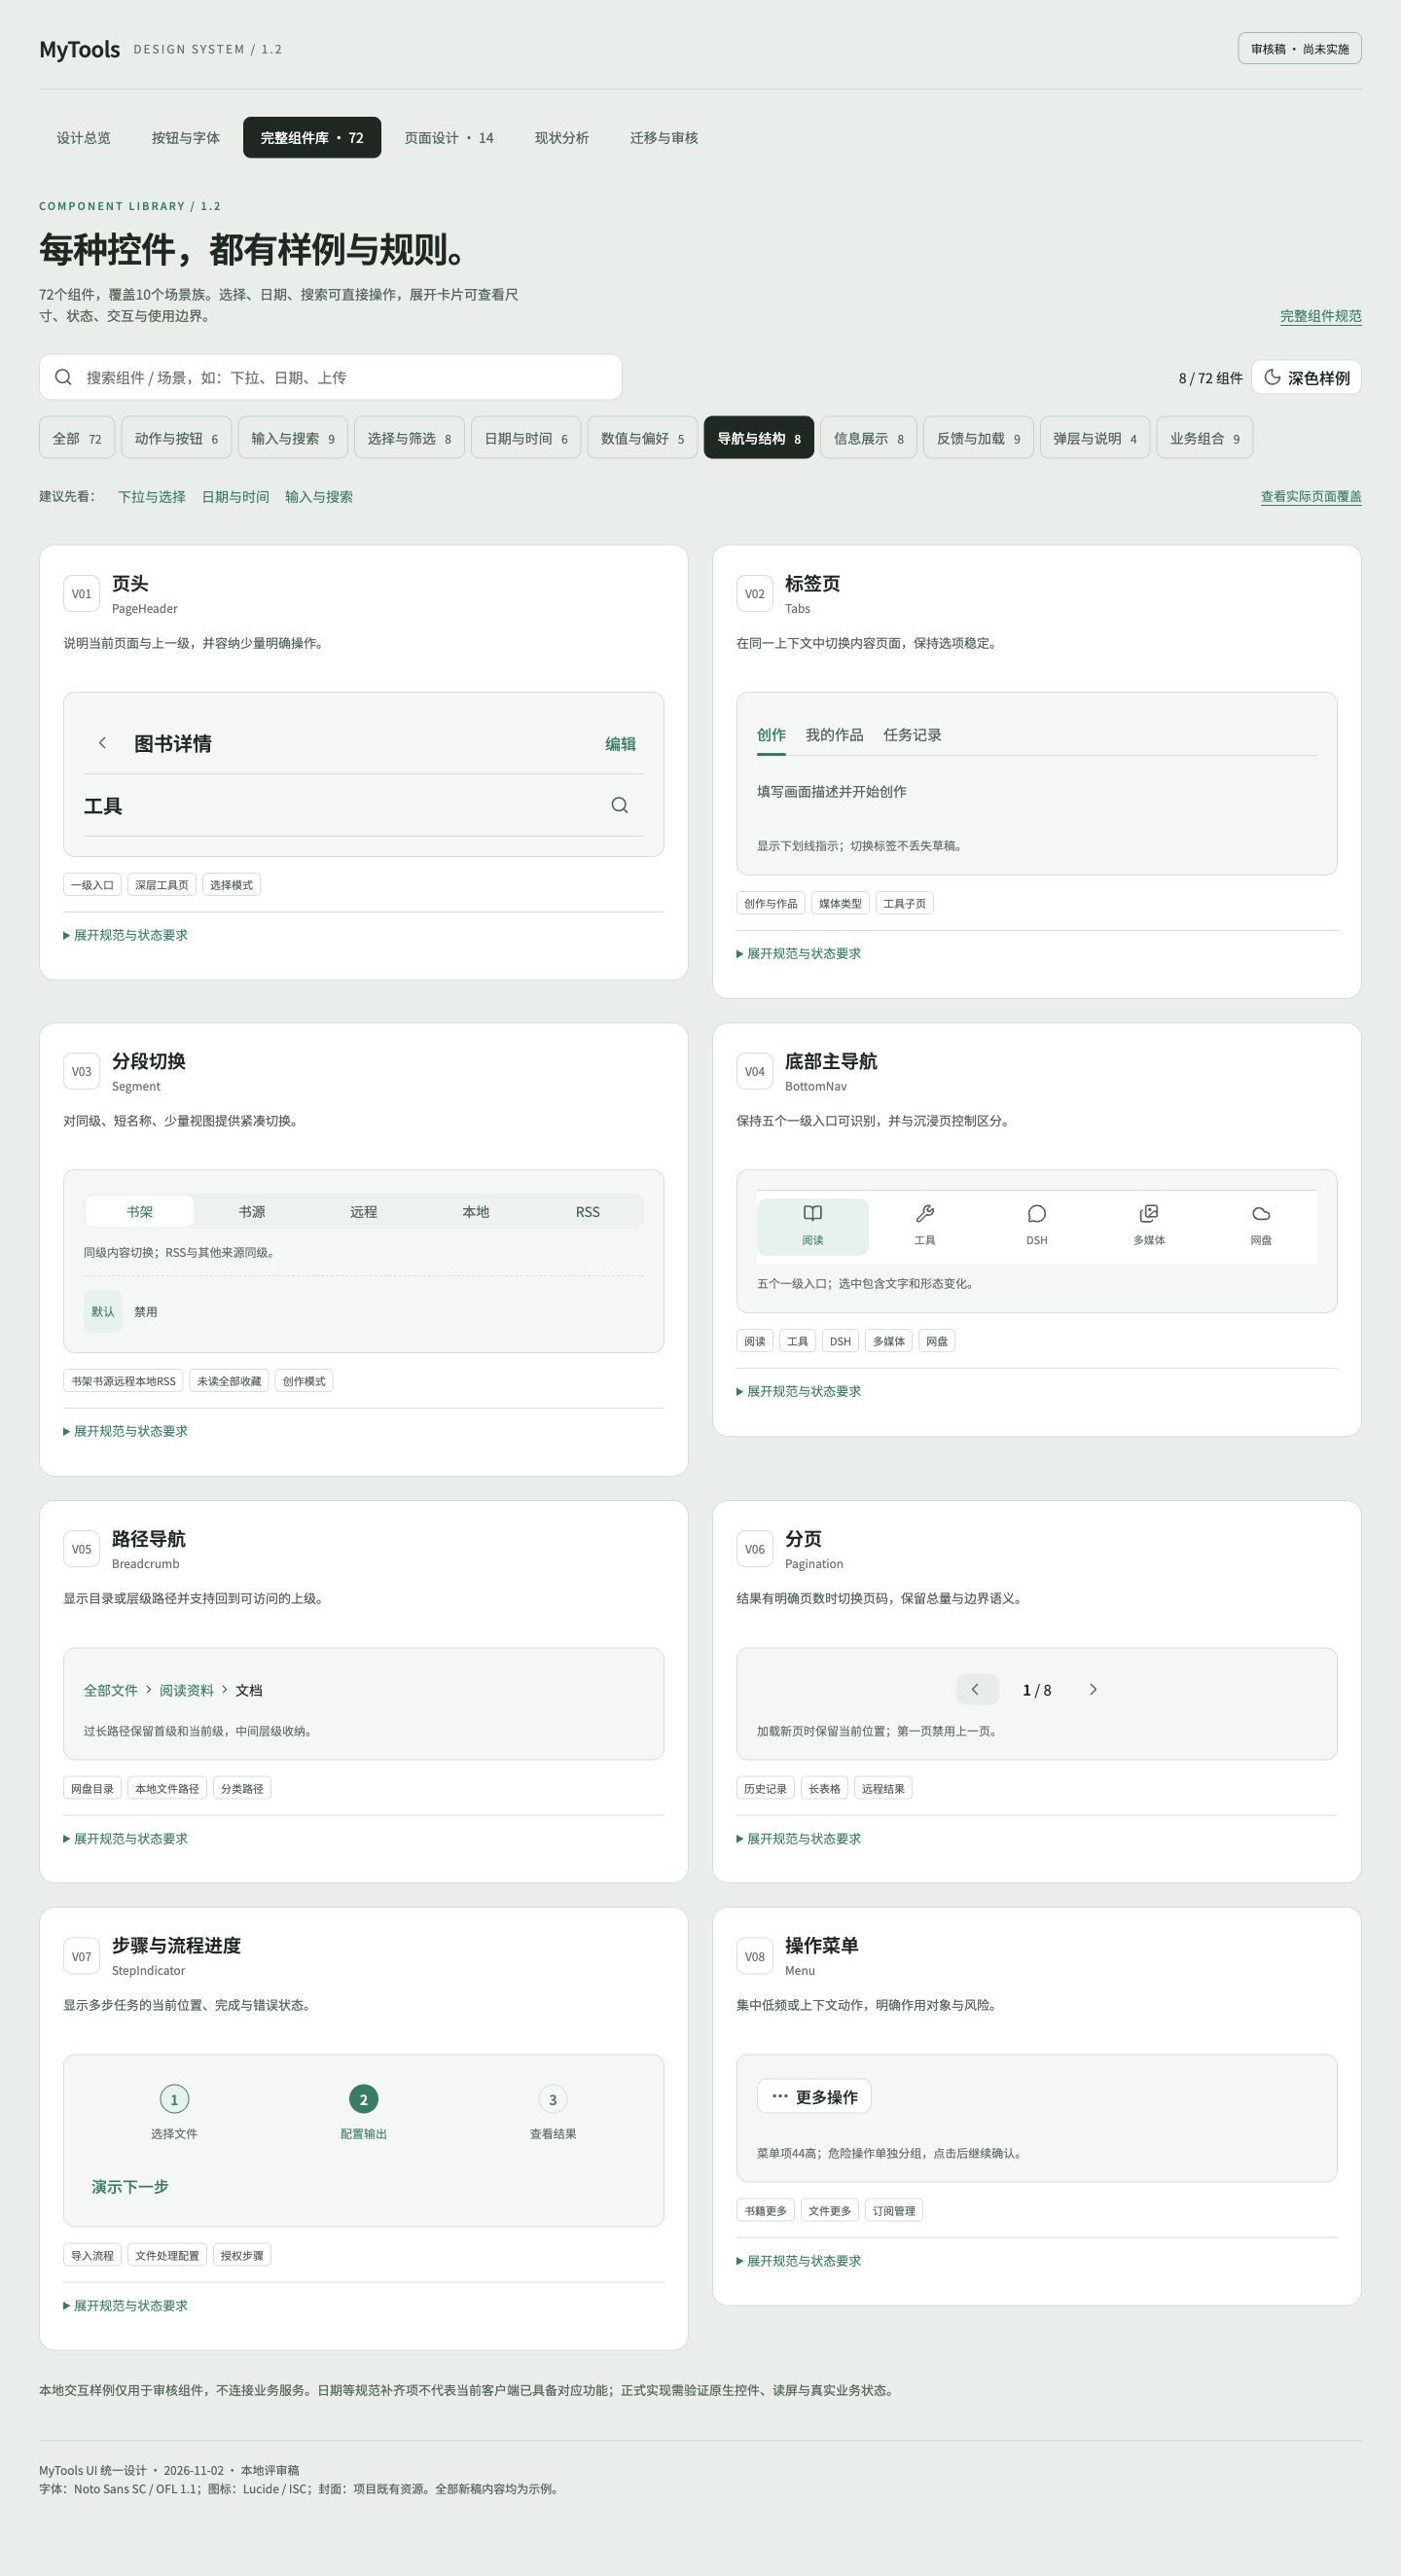 MyTools DESIGN SYSTEM / 1.2
审核稿 · 尚未实施
设计总览 按钮与字体 完整组件库 · 72 页面设计 · 14 现状分析 迁移与审核
COMPONENT LIBRARY / 1.2
每种控件，都有样例与规则。
72个组件，覆盖10个场景族。选择、日期、搜索可直接操作，展开卡片可查看尺
寸、状态、交互与使用边界。
完整组件规范
搜索组件 / 场景，如：下拉、日期、上传
8 / 72 组件 深色样例
全部 72 动作与按钮 6 输入与搜索 9 选择与筛选 8 日期与时间 6 数值与偏好 5 导航与结构 8 信息展示 8 反馈与加载 9 弹层与说明 4 业务组合 9
建议先看： 下拉与选择 日期与时间 输入与搜索
查看实际页面覆盖
V01 页头
PageHeader
说明当前页面与上一级，并容纳少量明确操作。
图书详情 编辑
工具
一级入口 深层工具页 选择模式
展开规范与状态要求
V02 标签页
Tabs
在同一上下文中切换内容页面，保持选项稳定。
创作 我的作品 任务记录
填写画面描述并开始创作
显示下划线指示；切换标签不丢失草稿。
创作与作品 媒体类型 工具子页
展开规范与状态要求
V03 分段切换
Segment
对同级、短名称、少量视图提供紧凑切换。
书架 书源 远程 本地 RSS
同级内容切换；RSS与其他来源同级。
默认 禁用
书架书源远程本地RSS 未读全部收藏 创作模式
展开规范与状态要求
V04 底部主导航
BottomNav
保持五个一级入口可识别，并与沉浸页控制区分。
阅读 工具 DSH 多媒体 网盘
五个一级入口；选中包含文字和形态变化。
阅读 工具 DSH 多媒体 网盘
展开规范与状态要求
V05 路径导航
Breadcrumb
显示目录或层级路径并支持回到可访问的上级。
全部文件 阅读资料 文档
过长路径保留首级和当前级，中间层级收纳。
网盘目录 本地文件路径 分类路径
展开规范与状态要求
V06 分页
Pagination
结果有明确页数时切换页码，保留总量与边界语义。
1 / 8
加载新页时保留当前位置；第一页禁用上一页。
历史记录 长表格 远程结果
展开规范与状态要求
V07 步骤与流程进度
StepIndicator
显示多步任务的当前位置、完成与错误状态。
1 2 3
选择文件 配置输出 查看结果
演示下一步
导入流程 文件处理配置 授权步骤
展开规范与状态要求
V08 操作菜单
Menu
集中低频或上下文动作，明确作用对象与风险。
更多操作
菜单项44高；危险操作单独分组，点击后继续确认。
书籍更多 文件更多 订阅管理
展开规范与状态要求
本地交互样例仅用于审核组件，不连接业务服务。日期等规范补齐项不代表当前客户端已具备对应功能；正式实现需验证原生控件、读屏与真实业务状态。
MyTools UI 统一设计 · 2026-11-02 · 本地评审稿
字体：Noto Sans SC / OFL 1.1；图标：Lucide / ISC；封面：项目既有资源。全部新稿内容均为示例。